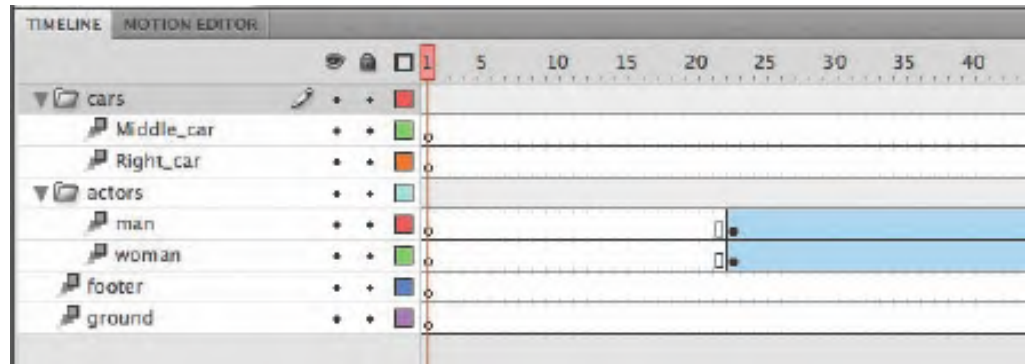 TIMELINE MOTION EDITOR
1 5 10 15 20 25 30 35 40
cars
Middle_car
Right_car
actors
man
woman
footer
ground